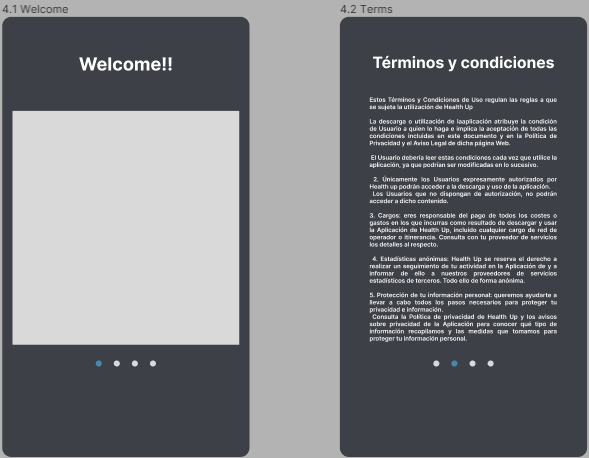 4.1 Welcome
Welcome!!
4.2 Terms
Términos y condiciones
Estos Términos y Condiciones de Uso regulan las reglas a que
se sujeta la utilización de Health Up
La descarga o utilización de laaplicación atribuye la condición
de Usuario a quien lo haga e implica la aceptación de todas las
condiciones incluidas en este documento y en la Política de
Privacidad y el Aviso Legal de dicha página Web.
El Usuario debería leer estas condiciones cada vez que utilice la
aplicación, ya que podrían ser modificadas en lo sucesivo.
2. Únicamente los Usuarios expresamente autorizados por
Health up podrán acceder a la descarga y uso de la aplicación.
Los Usuarios que no dispongan de autorización, no podrán
acceder a dicho contenido.
3. Cargos: eres responsable del pago de todos los costes o
gastos en los que incurras como resultado de descargar y usar
la Aplicación de Health Up, incluido cualquier cargo de red de
operador o itinerancia. Consulta con tu proveedor de servicios
los detalles al respecto.
4. Estadísticas anónimas: Health Up se reserva el derecho a
realizar un seguimiento de tu actividad en la Aplicación de y a
informar de ello a nuestros proveedores de servicios
estadísticos de terceros. Todo ello de forma anónima.
5. Protección de tu información personal: queremos ayudarte a
llevar a cabo todos los pasos necesarios para proteger tu
privacidad e información.
Consulta la Política de privacidad de Health Up y los avisos
sobre privacidad de la Aplicación para conocer qué tipo de
información recopilamos y las medidas que tomamos para
proteger tu información personal.